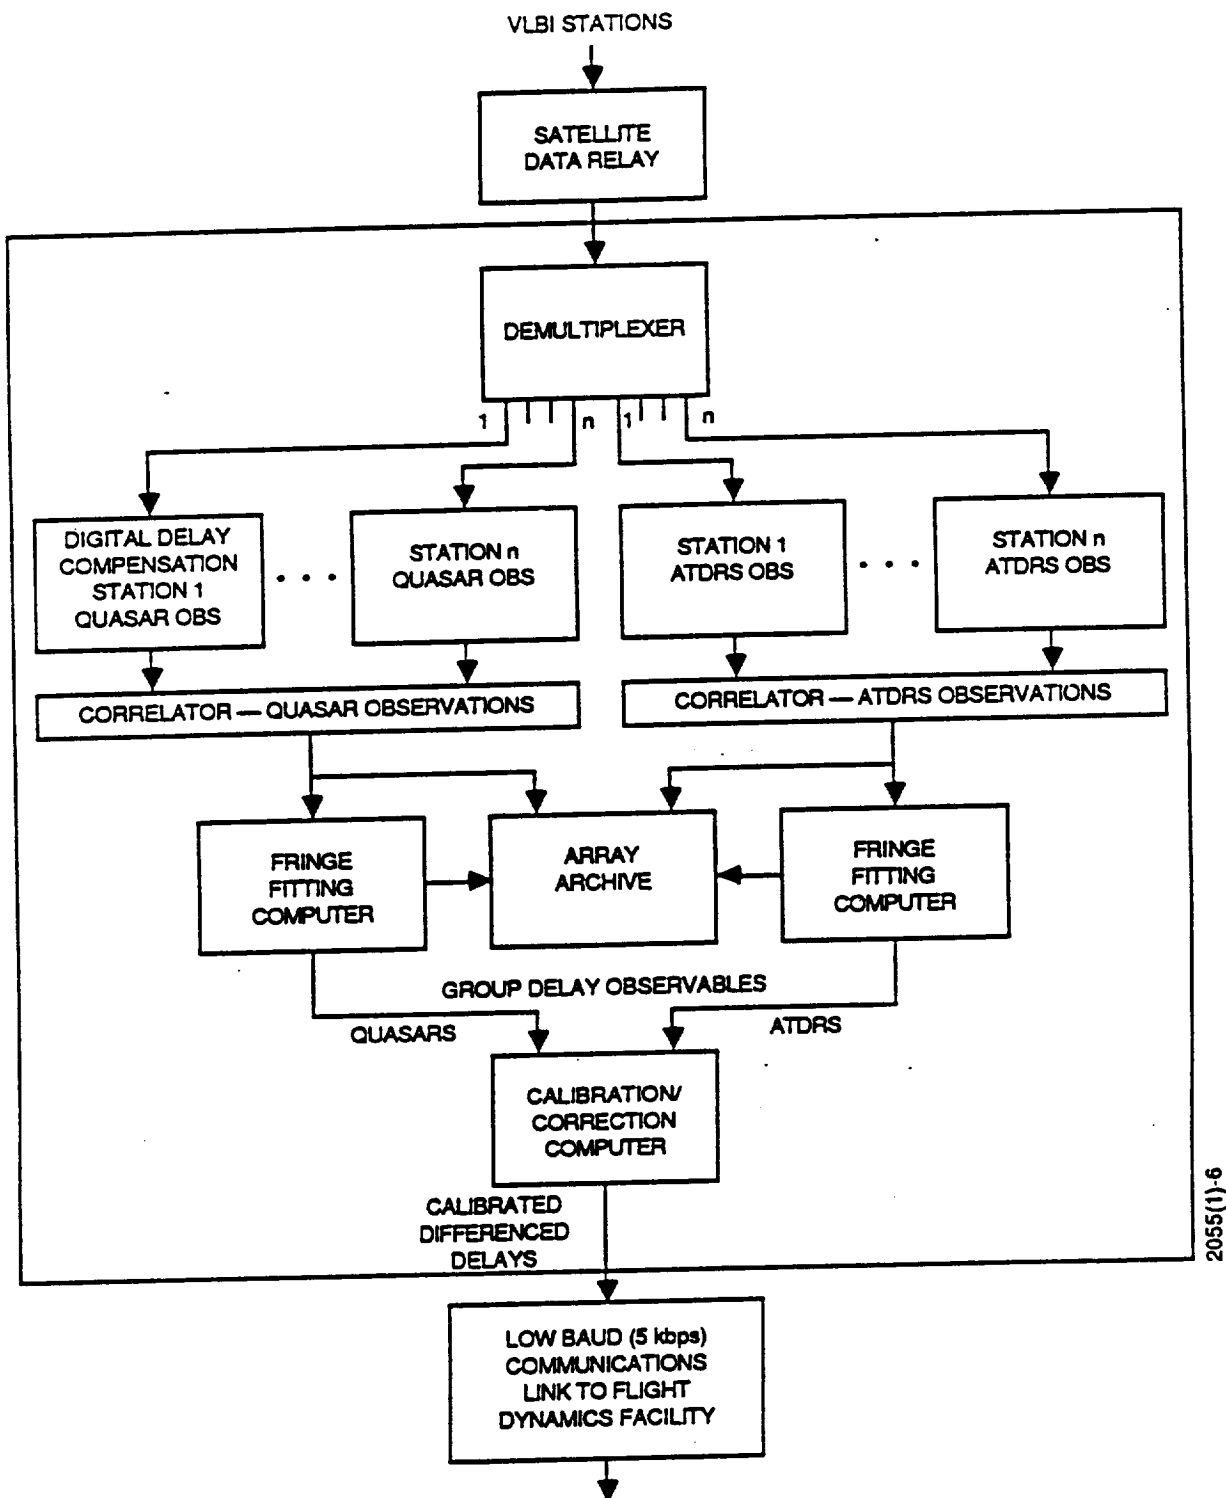 VLBI STATIONS
SATELLITE
DATA RELAY
DEMULTIPLEXER
1
n
1
n
DIGITAL DELAY
COMPENSATION
STATION 1
QUASAR OBS
• • •
STATION n
QUASAR OBS
STATION 1
ATDRS OBS
• • •
STATION n
ATDRS OBS
CORRELATOR — QUASAR OBSERVATIONS
CORRELATOR — ATDRS OBSERVATIONS
FRINGE
FITTING
COMPUTER
ARRAY
ARCHIVE
FRINGE
FITTING
COMPUTER
GROUP DELAY OBSERVABLES
QUASARS
ATDRS
CALIBRATION/
CORRECTION
COMPUTER
CALIBRATED
DIFFERENCED
DELAYS
LOW BAUD (5 kbps)
COMMUNICATIONS
LINK TO FLIGHT
DYNAMICS FACILITY
2055(1)-6